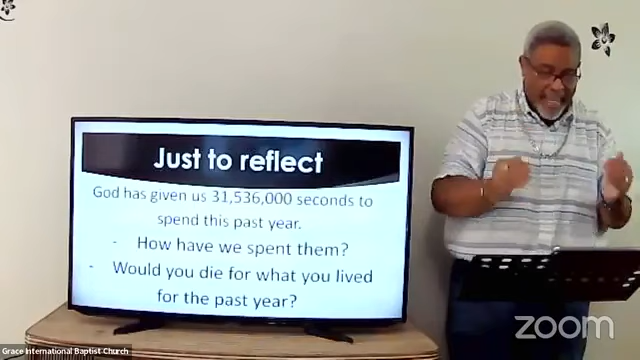 Just to reflect
God has given us 31,536,000 seconds to
spend this past year.
- How have we spent them?
- Would you die for what you lived
for the past year?
Grace International Baptist Church
zoom